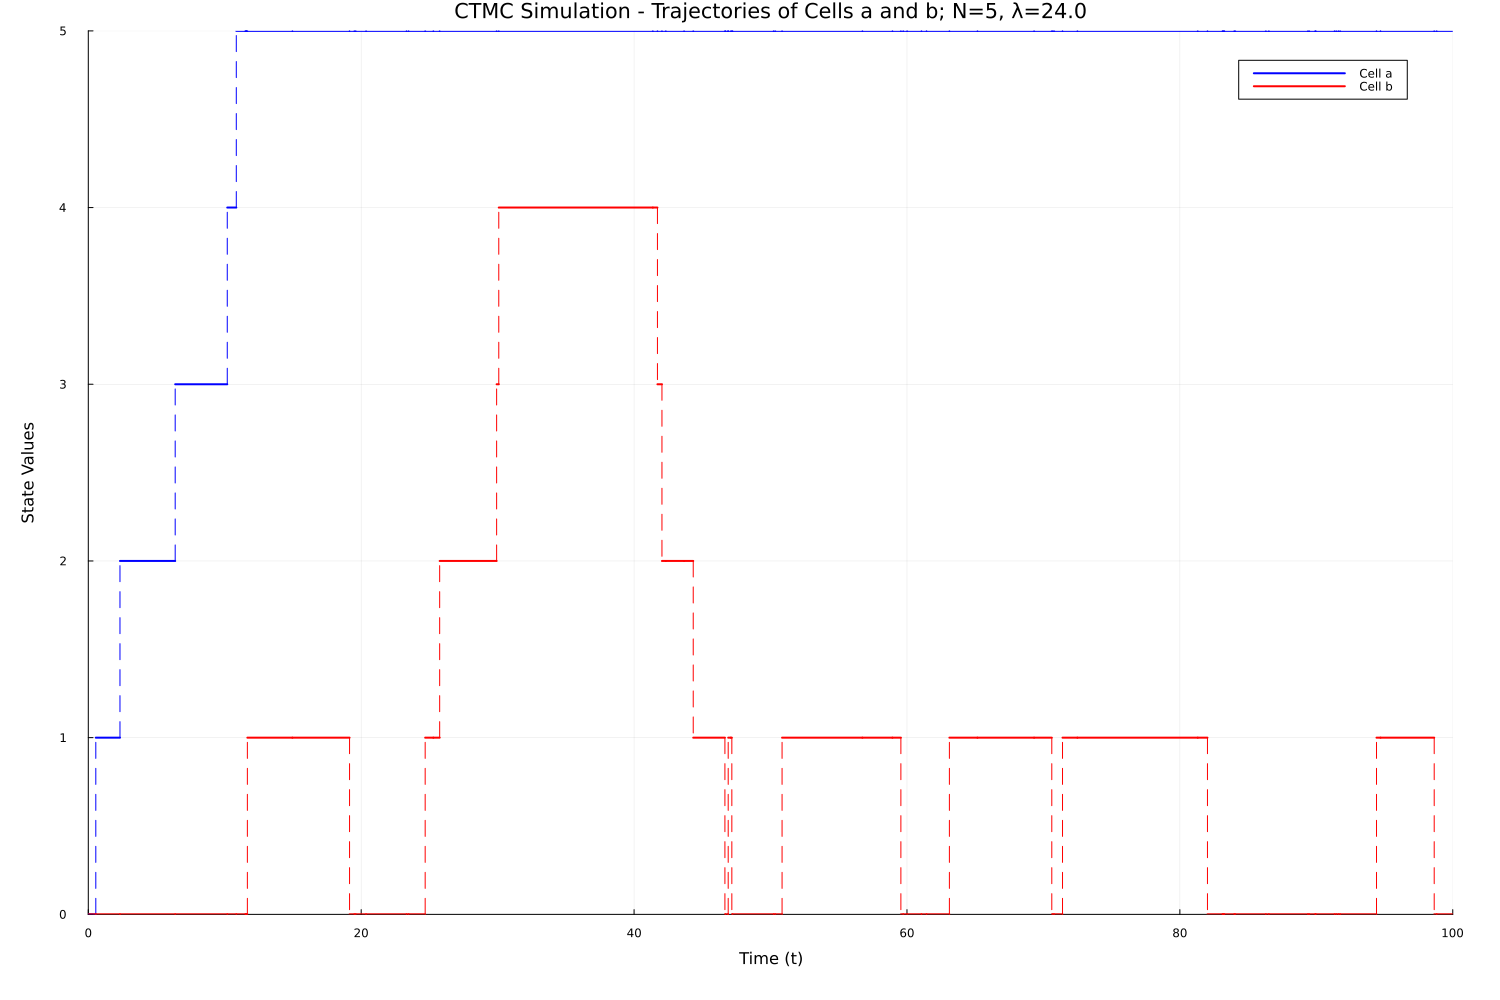 CTMC Simulation - Trajectories of Cells a and b; N=5, λ=24.0
5
Cell a
Cell b
4
3
State Values
2
1
0
0 20 40 60 80 100
Time (t)